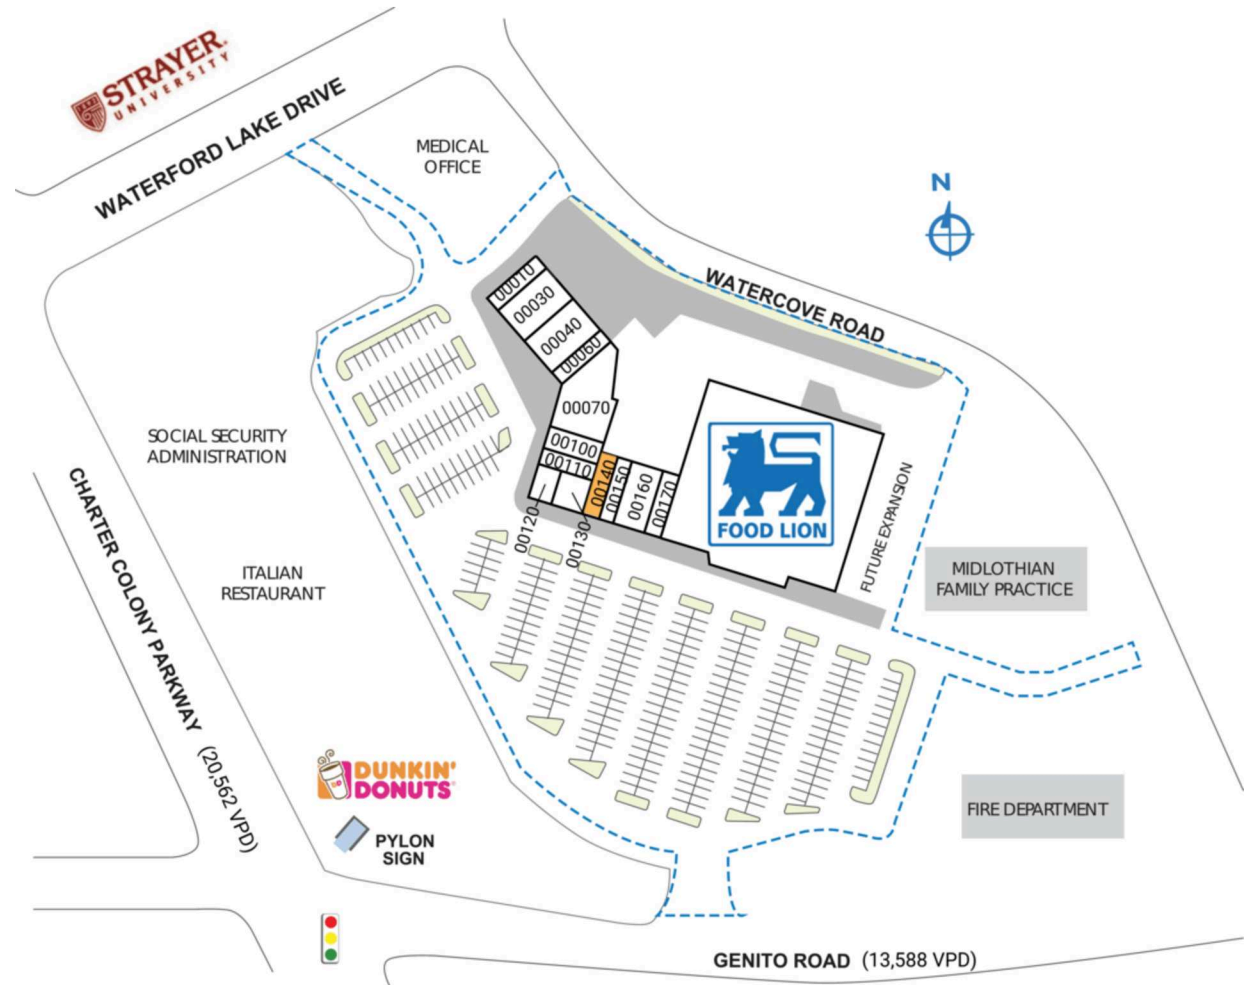 STRAYER
UNIVERSITY
WATERFORD LAKE DRIVE
MEDICAL
OFFICE
N
WATERCOVE ROAD
00010
00030
00040
00060
00070
00100
00110
00120
00130
00140
00150
00160
00170
FOOD LION
FUTURE EXPANSION
SOCIAL SECURITY
ADMINISTRATION
ITALIAN
RESTAURANT
CHARTER COLONY PARKWAY (20,562 VPD)
MIDLOTHIAN
FAMILY PRACTICE
DUNKIN'
DONUTS
PYLON
SIGN
FIRE DEPARTMENT
GENITO ROAD (13,588 VPD)